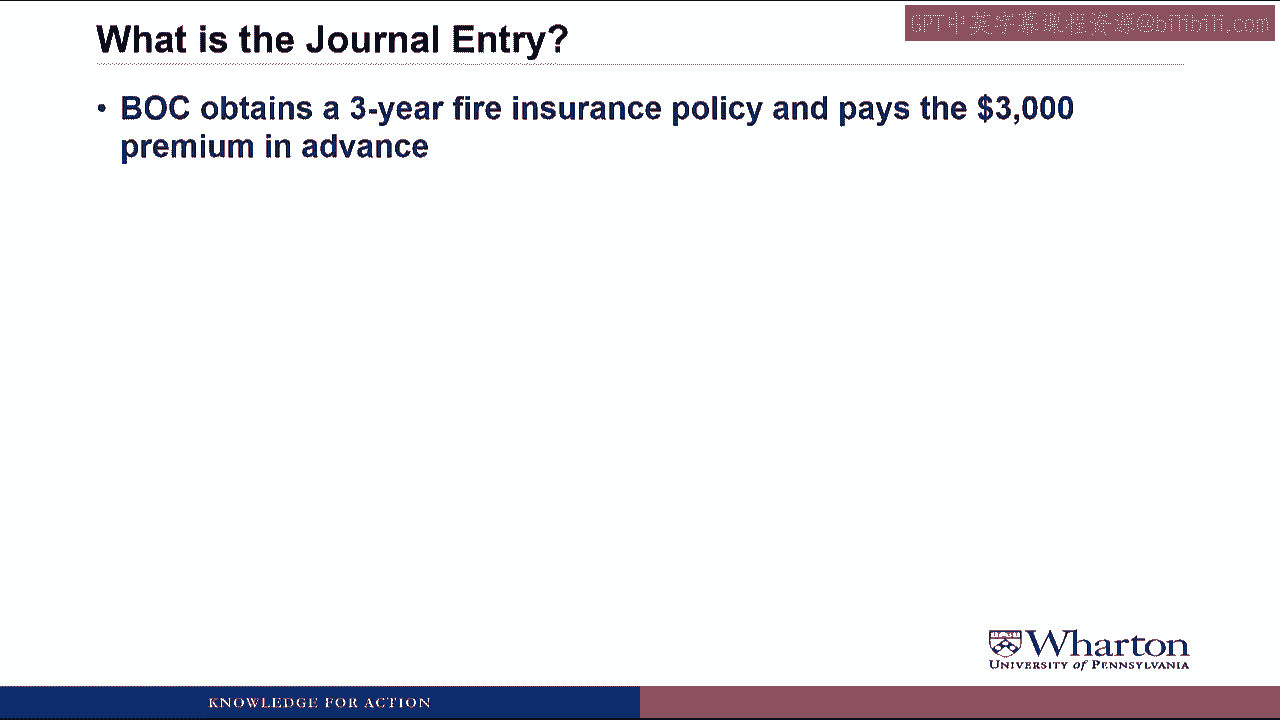 What is the Journal Entry?
GPT中英字幕课程资源@bilibili.com
• BOC obtains a 3-year fire insurance policy and pays the $3,000
premium in advance
Wharton
UNIVERSITY of PENNSYLVANIA
KNOWLEDGE FOR ACTION